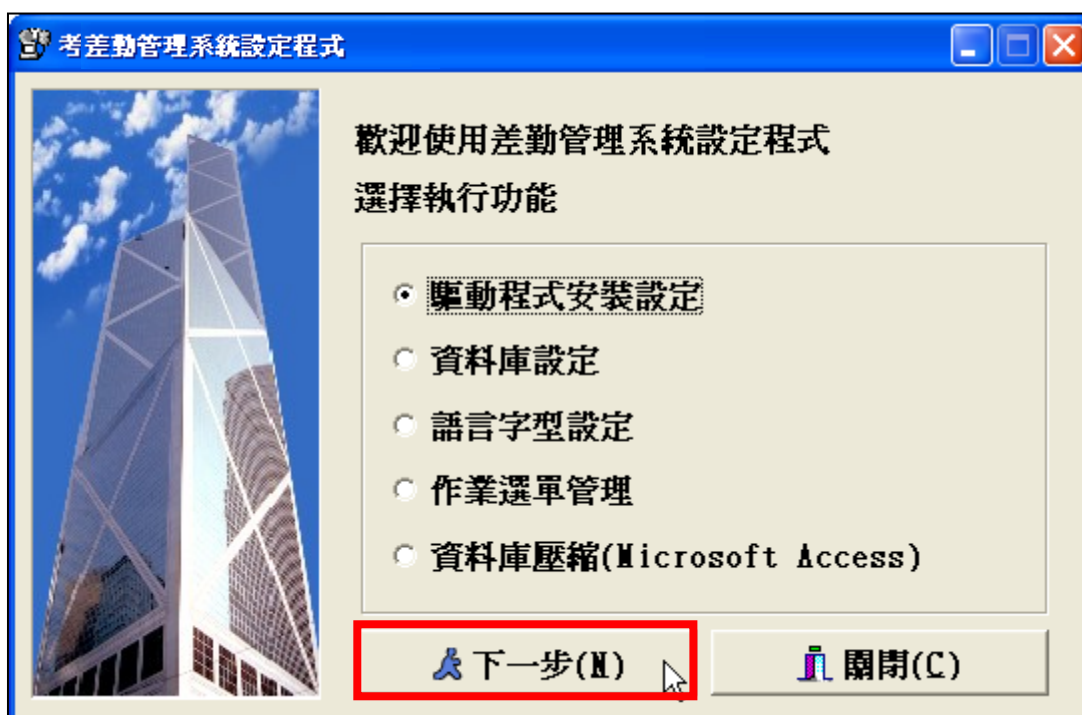 考差勤管理系統設定程式
歡迎使用差勤管理系統設定程式
選擇執行功能
驅動程式安裝設定
資料庫設定
語言字型設定
作業選單管理
資料庫壓縮(Microsoft Access)
下一步(N)
關閉(C)